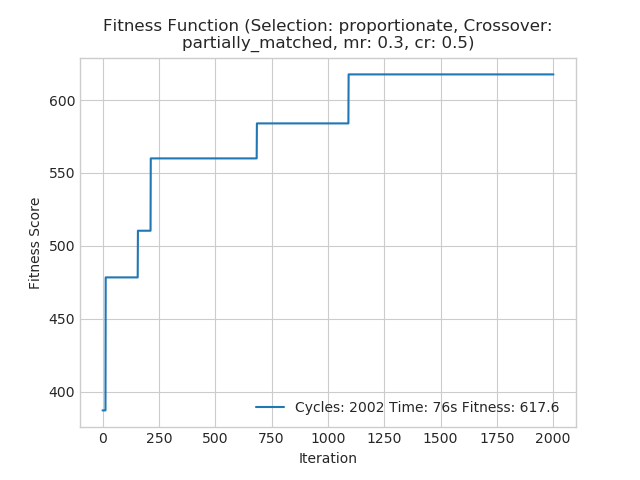 Fitness Function (Selection: proportionate, Crossover:
partially_matched, mr: 0.3, cr: 0.5)
600
550
500
450
400
Fitness Score
Cycles: 2002 Time: 76s Fitness: 617.6
0 250 500 750 1000 1250 1500 1750 2000
Iteration